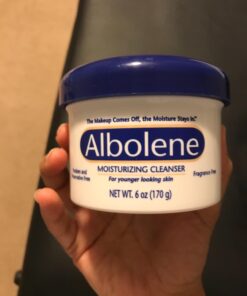 The Makeup Comes Off, the Moisture Stays In.™
Albolene
MOISTURIZING CLEANSER
For younger looking skin
Fragrance-Free
NET WT. 6 oz (170 g)